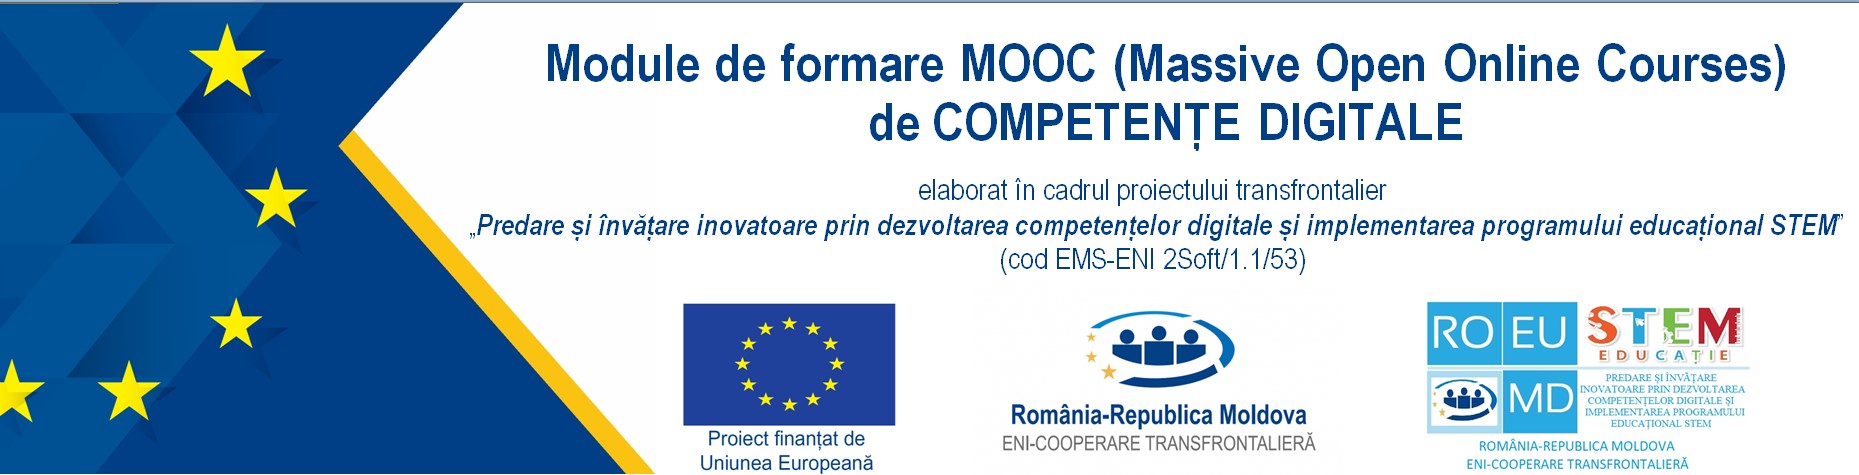 Module de formare MOOC (Massive Open Online Courses)
de COMPETENȚE DIGITALE
elaborat în cadrul proiectului transfrontalier
„Predare și învățare inovatoare prin dezvoltarea competențelor digitale și implementarea programului educațional STEM”
(cod EMS-ENI 2Soft/1.1/53)
Proiect finanțat de
Uniunea Europeană
România-Republica Moldova
ENI-COOPERARE TRANSFRONTALIERĂ
RO EU
STEM
EDUCAȚIE
MD
PREDARE ȘI ÎNVĂȚARE
INOVATOARE PRIN DEZVOLTAREA
COMPETENȚELOR DIGITALE ȘI
IMPLEMENTAREA PROGRAMULUI
EDUCAȚIONAL STEM
ROMÂNIA-REPUBLICA MOLDOVA
ENI-COOPERARE TRANSFRONTALIERĂ